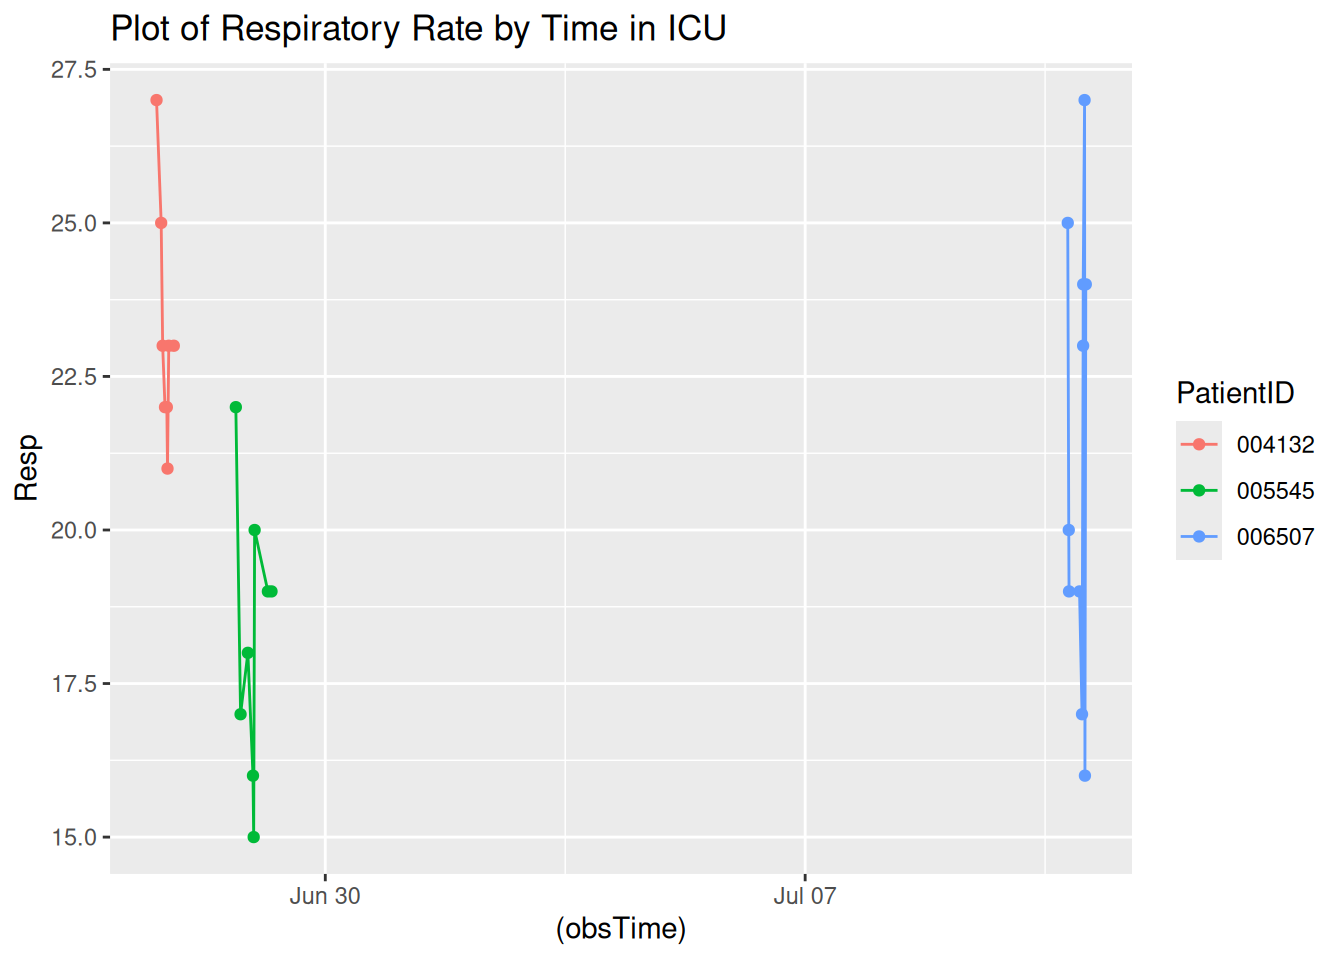 Plot of Respiratory Rate by Time in ICU
27.5
25.0
22.5
20.0
17.5
15.0
Resp
Jun 30
Jul 07
(obsTime)
PatientID
004132
005545
006507